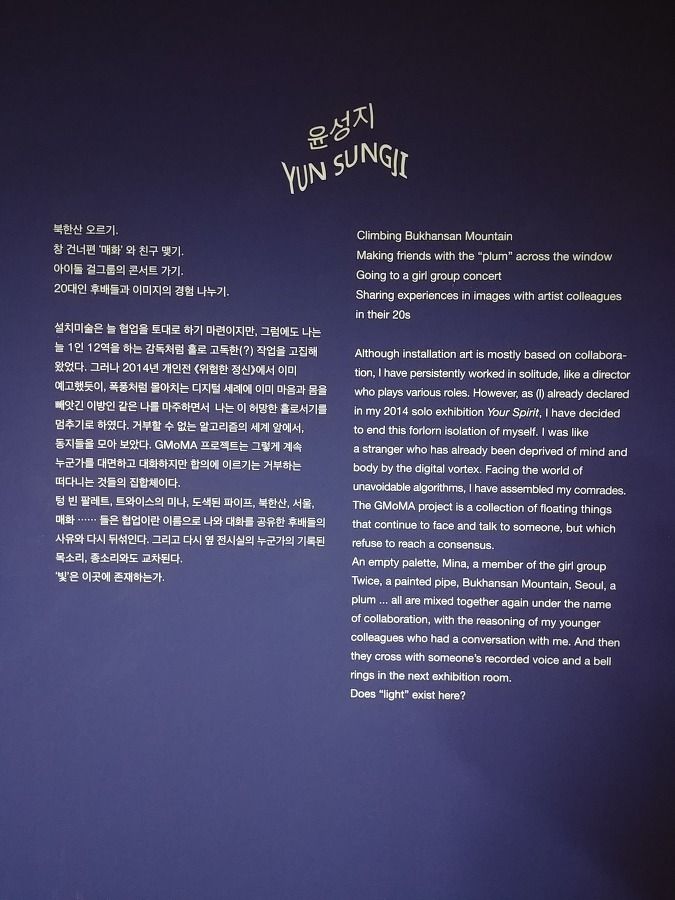 윤성지
YUN SUNGJI
북한산 오르기.
창 건너편 '매화' 와 친구 맺기.
아이돌 걸그룹의 콘서트 가기.
20대인 후배들과 이미지의 경험 나누기.
설치미술은 늘 협업을 토대로 하기 마련이지만, 그럼에도 나는
늘 1인 12역을 하는 감독처럼 홀로 고독한(?) 작업을 고집해
왔었다. 그러나 2014년 개인전 《위험한 정신》에서 이미
예고했듯이, 폭풍처럼 몰아치는 디지털 세례에 이미 마음과 몸을
빼앗긴 이방인 같은 나를 마주하면서 나는 이 허망한 홀로서기를
멈추기로 하였다. 거부할 수 없는 알고리즘의 세계 앞에서,
동지들을 모아 보았다. GMoMA 프로젝트는 그렇게 계속
누군가를 대면하고 대화하지만 합의에 이르기는 거부하는
떠다니는 것들의 집합체이다.
텅 빈 팔레트, 트와이스의 미나, 도색된 파이프, 북한산, 서울,
매화 …… 들은 협업이란 이름으로 나와 대화를 공유한 후배들의
사유와 다시 뒤섞인다. 그리고 다시 옆 전시실의 누군가의 기록된
목소리, 종소리와도 교차된다.
'빛'은 이곳에 존재하는가.
Climbing Bukhansan Mountain
Making friends with the “plum” across the window
Going to a girl group concert
Sharing experiences in images with artist colleagues
in their 20s
Although installation art is mostly based on collabora-
tion, I have persistently worked in solitude, like a director
who plays various roles. However, as (I) already declared
in my 2014 solo exhibition Your Spirit, I have decided
to end this forlorn isolation of myself. I was like
a stranger who has already been deprived of mind and
body by the digital vortex. Facing the world of
unavoidable algorithms, I have assembled my comrades.
The GMoMA project is a collection of floating things
that continue to face and talk to someone, but which
refuse to reach a consensus.
An empty palette, Mina, a member of the girl group
Twice, a painted pipe, Bukhansan Mountain, Seoul, a
plum ... all are mixed together again under the name
of collaboration, with the reasoning of my younger
colleagues who had a conversation with me. And then
they cross with someone's recorded voice and a bell
rings in the next exhibition room.
Does “light” exist here?